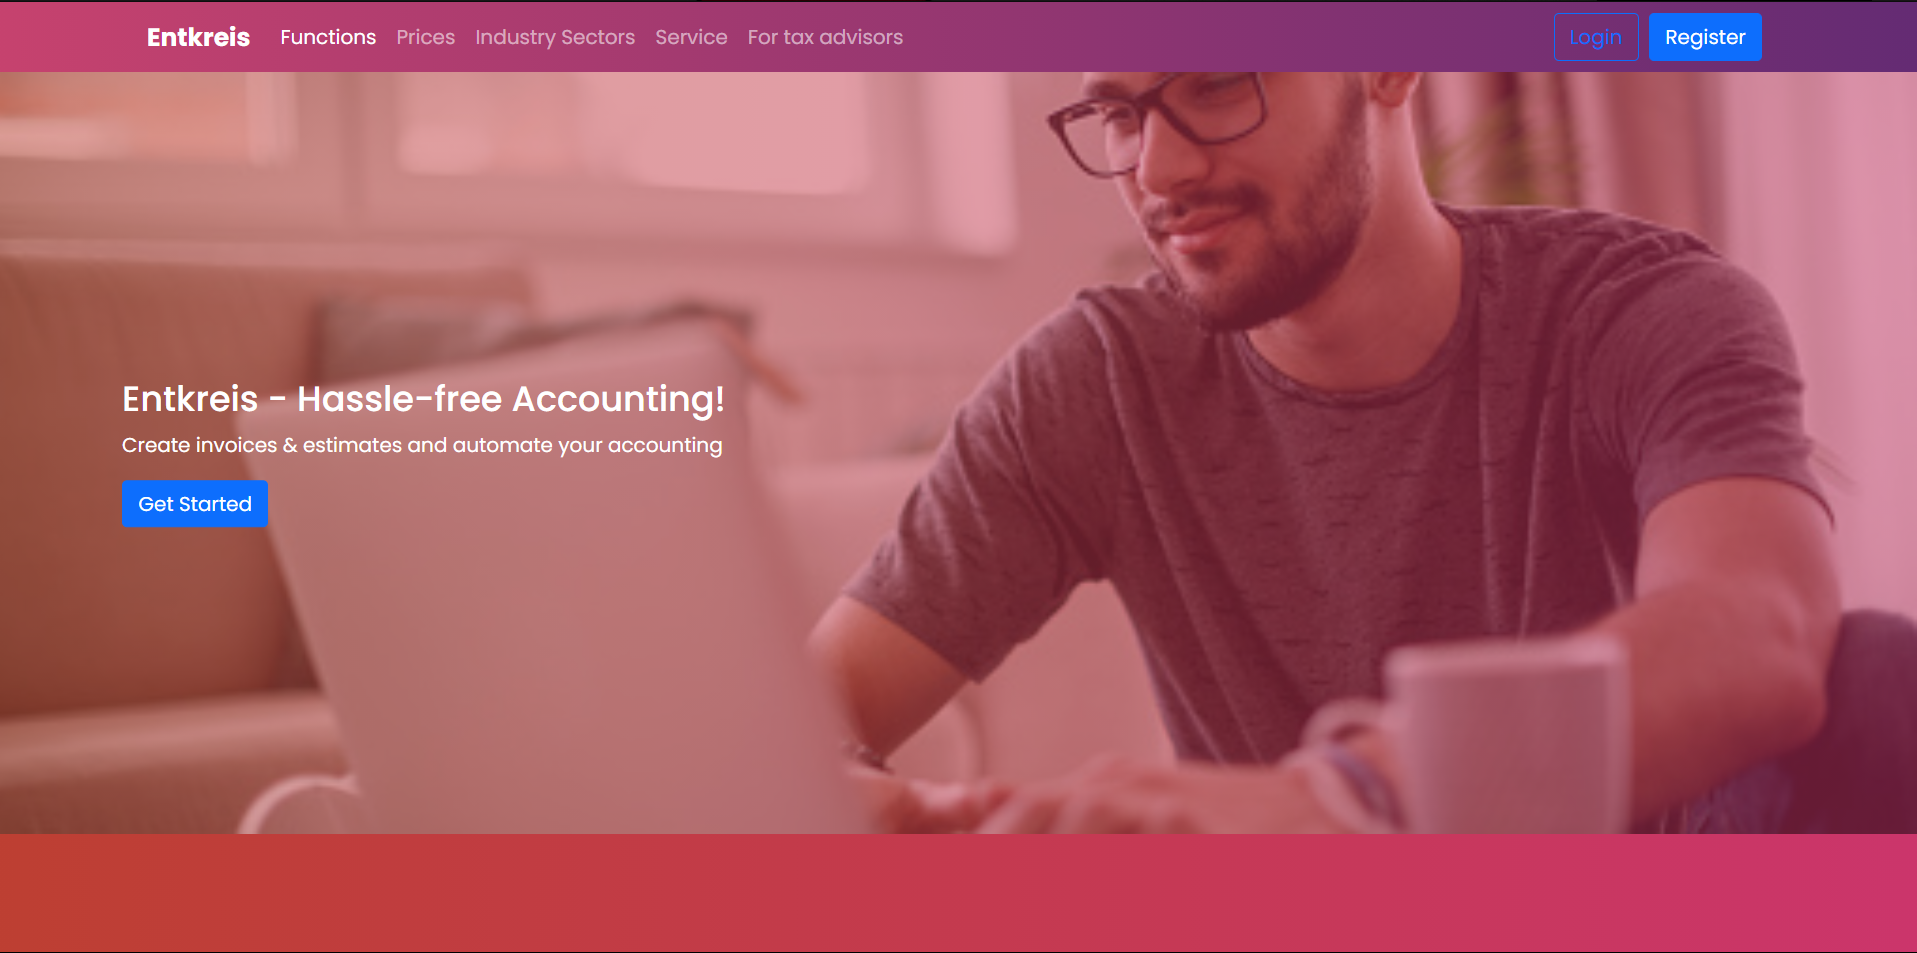 Entkreis Functions Prices Industry Sectors Service For tax advisors Login Register
Entkreis - Hassle-free Accounting!
Create invoices & estimates and automate your accounting
Get Started